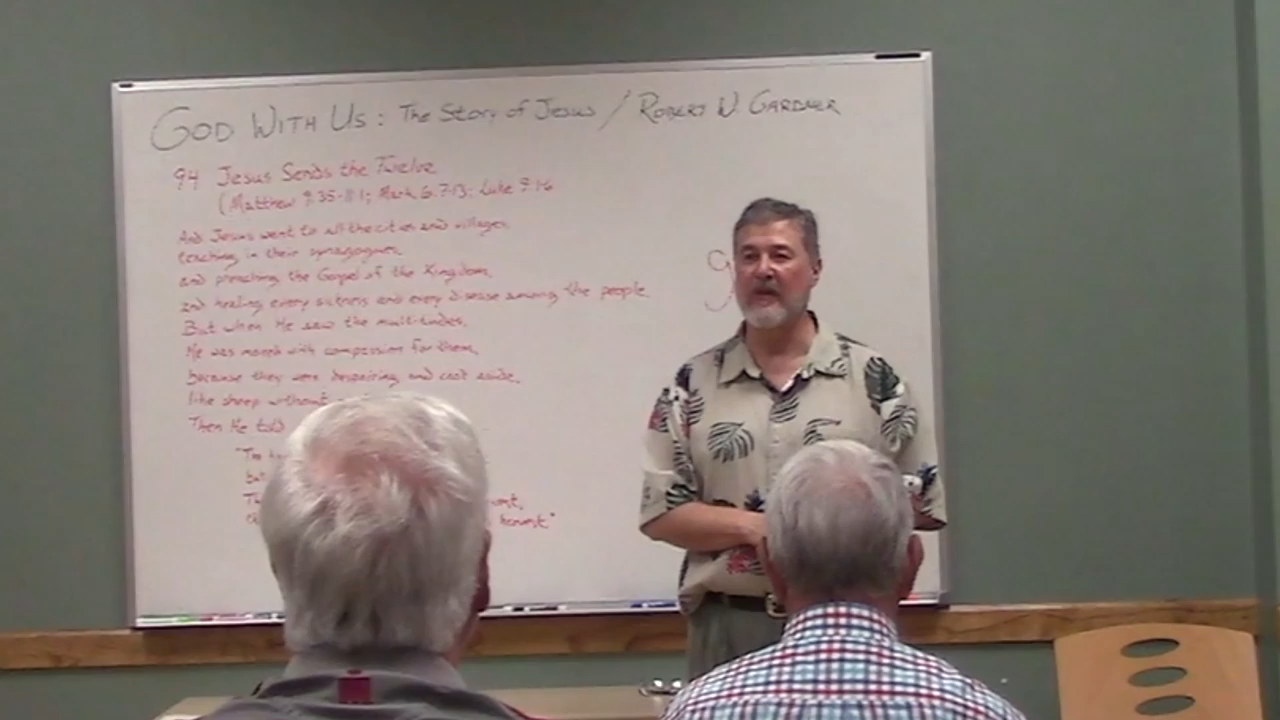 GOD WITH US: The Story of Jesus / ROBERT W. GARDNER
94 Jesus Sends the Twelve
(Matthew 9:35-11:1; Mark 6:7-13; Luke 9:1-6
And Jesus went to all the cities and villages,
teaching in their synagogues,
and preaching the Gospel of the Kingdom,
and healing every sickness and every disease among the people.
But when He saw the multitudes,
He was moved with compassion for them,
because they were despairing and cast aside,
like sheep without
Then He told
"The
but
harvest."